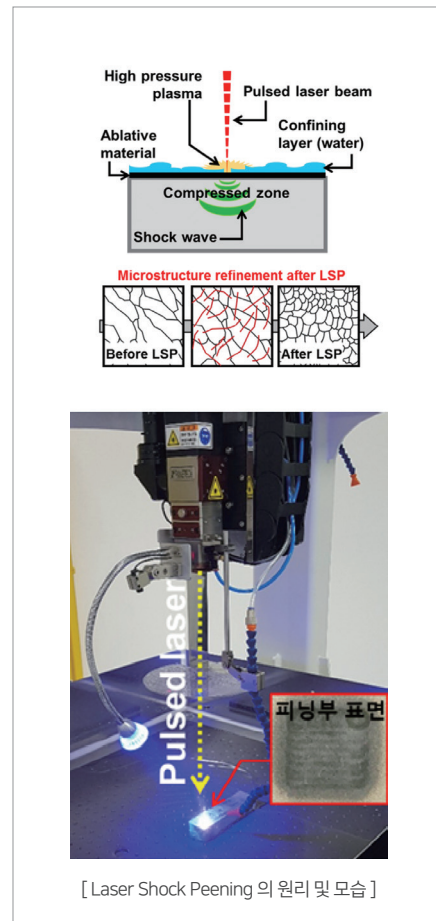 High pressure
plasma
Pulsed laser beam
Ablative
material
Confining
layer (water)
Compressed zone
Shock wave
Microstructure refinement after LSP
Before LSP
After LSP
Pulsed laser
피닝부 표면
[ Laser Shock Peening 의 원리 및 모습 ]